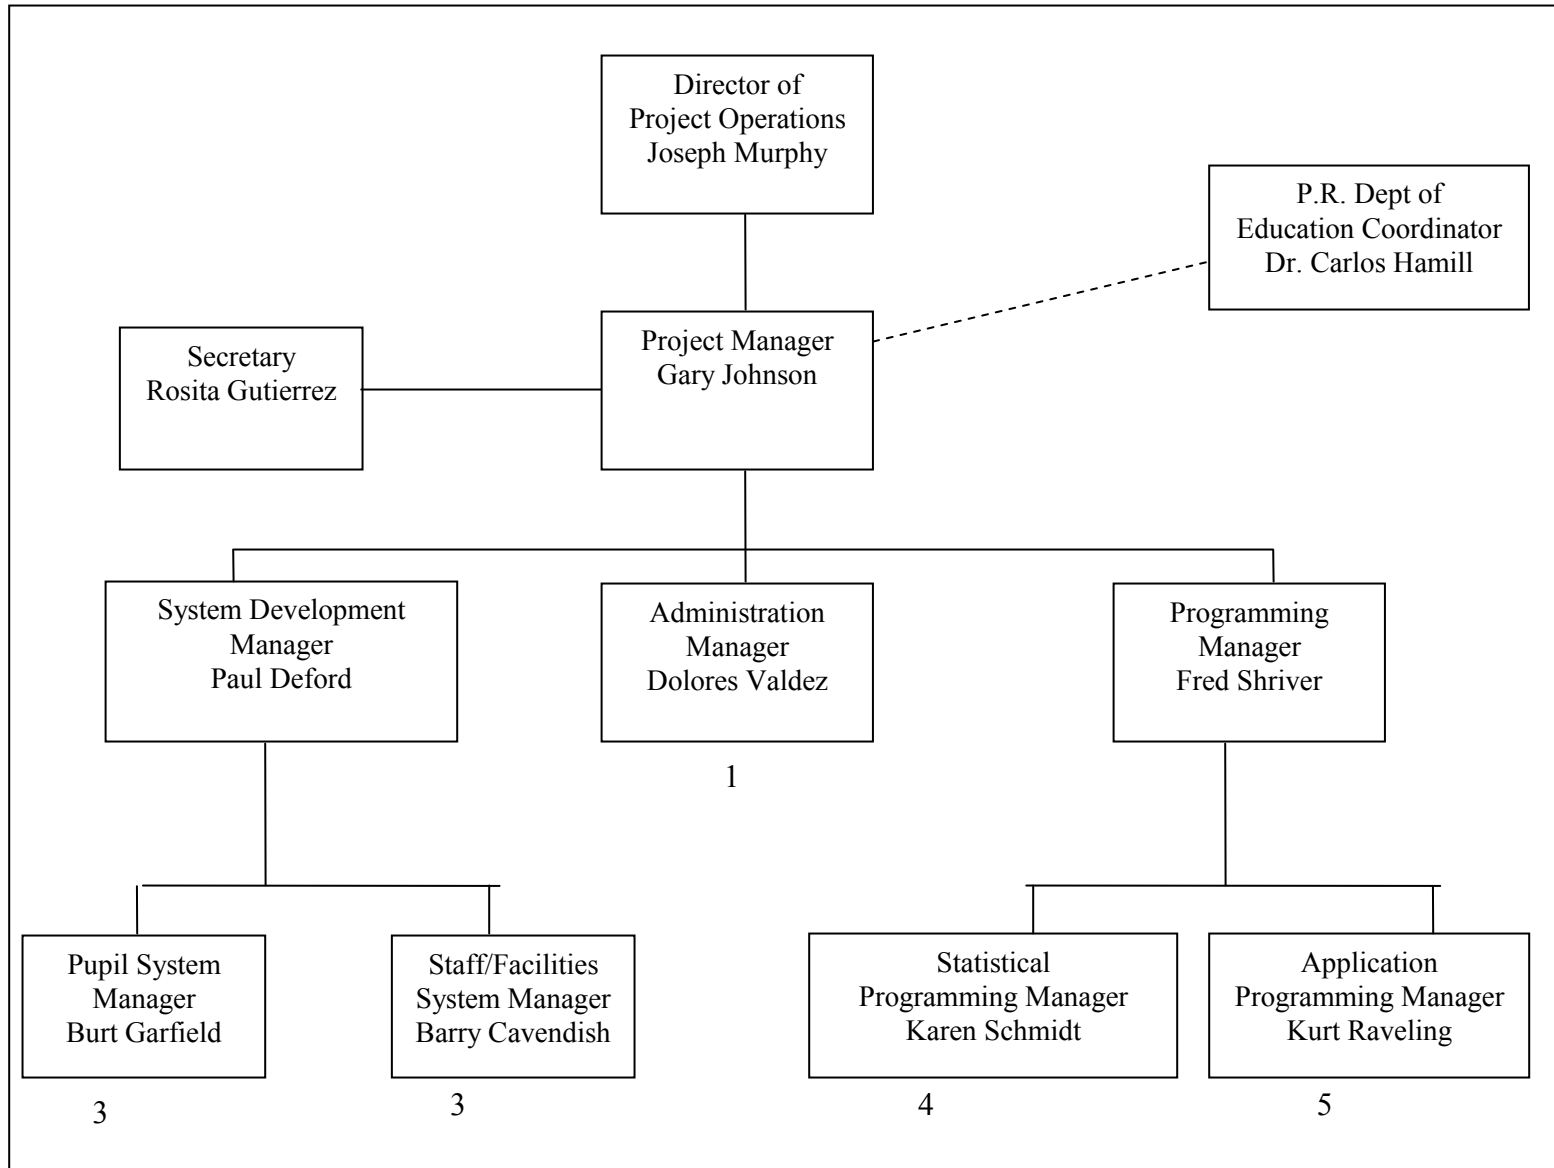 Director of
Project Operations
Joseph Murphy
P.R. Dept of
Education Coordinator
Dr. Carlos Hamill
Secretary
Rosita Gutierrez
Project Manager
Gary Johnson
System Development
Manager
Paul Deford
Administration
Manager
Dolores Valdez
Programming
Manager
Fred Shriver
1
Pupil System
Manager
Burt Garfield
Staff/Facilities
System Manager
Barry Cavendish
Statistical
Programming Manager
Karen Schmidt
Application
Programming Manager
Kurt Raveling
3
3
4
5